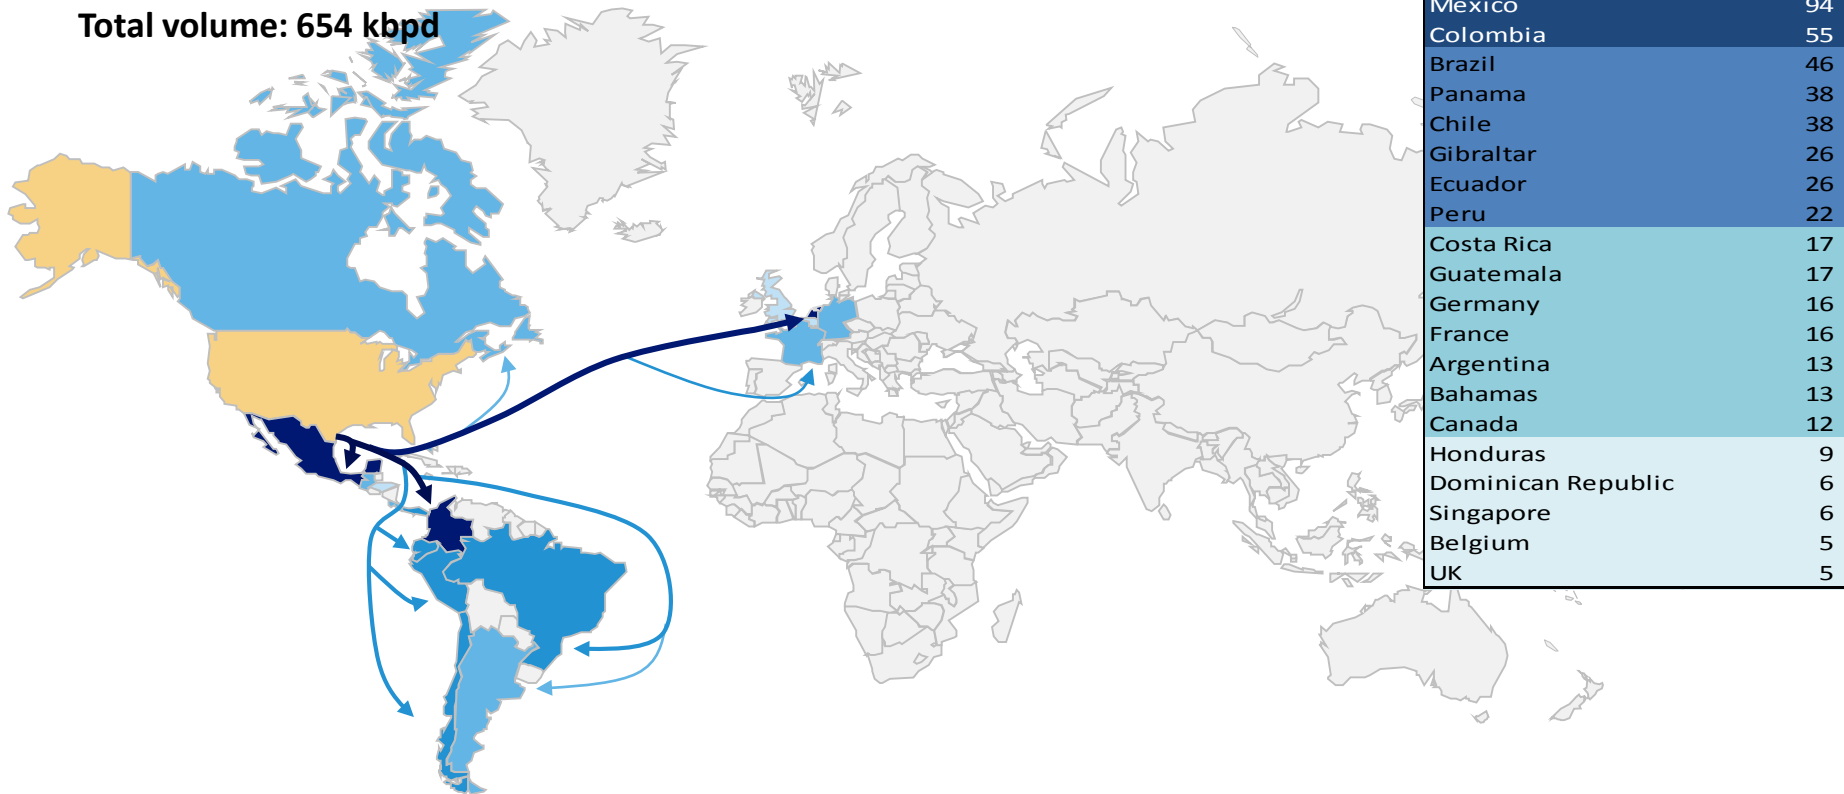 Total volume: 654 kbpd
Mexico 94
Colombia 55
Brazil 46
Panama 38
Chile 38
Gibraltar 26
Ecuador 26
Peru 22
Costa Rica 17
Guatemala 17
Germany 16
France 16
Argentina 13
Bahamas 13
Canada 12
Honduras 9
Dominican Republic 6
Singapore 6
Belgium 5
UK 5